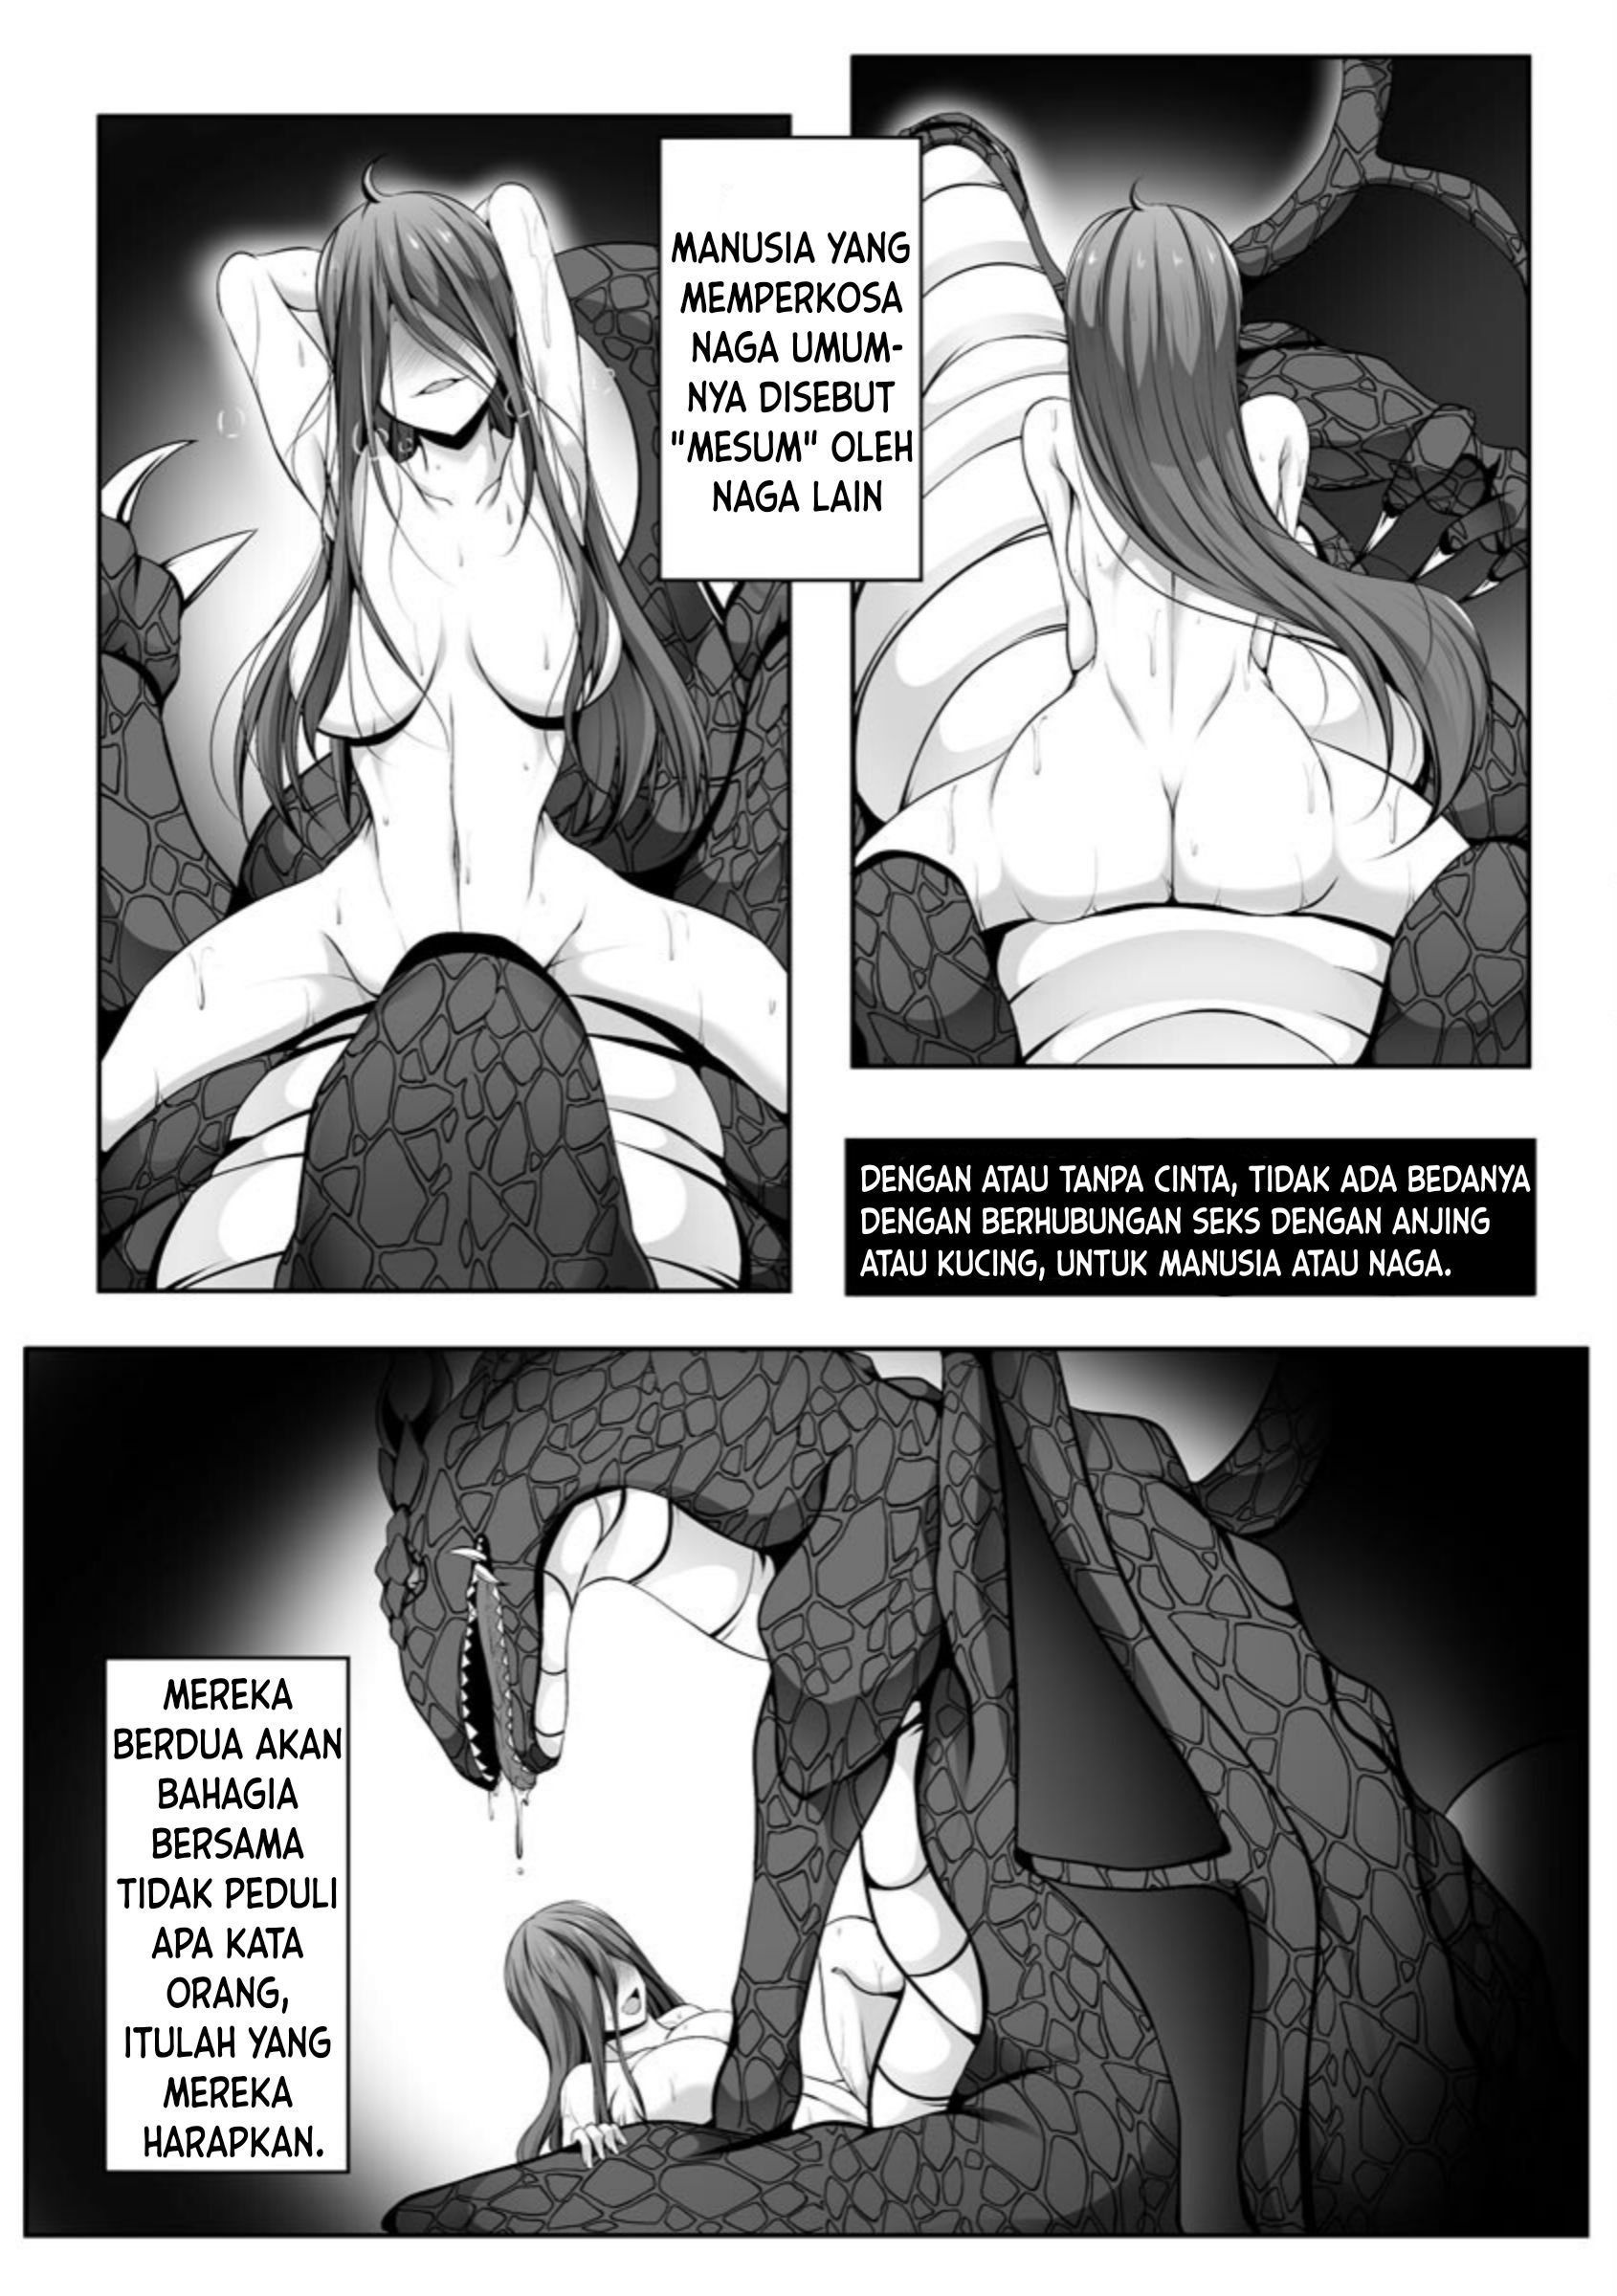 MANUSIA YANG
MEMPERKOSA
NAGA UMUM-
NYA DISEBUT
"MESUM" OLEH
NAGA LAIN
DENGAN ATAU TANPA CINTA, TIDAK ADA BEDANYA
DENGAN BERHUBUNGAN SEKS DENGAN ANJING
ATAU KUCING, UNTUK MANUSIA ATAU NAGA.
MEREKA
BERDUA AKAN
BAHAGIA
BERSAMA
TIDAK PEDULI
APA KATA
ORANG,
ITULAH YANG
MEREKA
HARAPKAN.